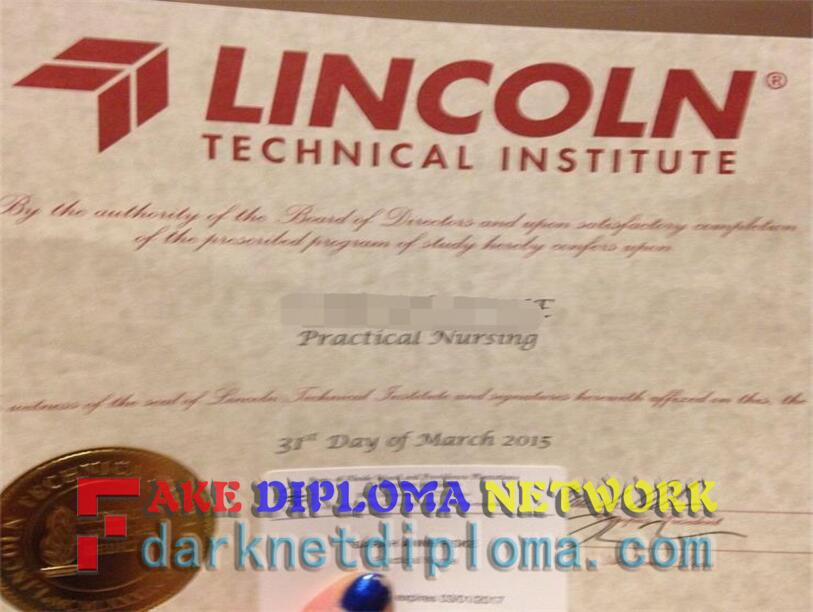 LINCOLN®
TECHNICAL INSTITUTE
By the authority of the Board of Directors and upon satisfactory completion
of the prescribed program of study hereby confers upon
Practical Nursing
witness of the seal of Lincoln Technical Institute and signatures herewith affixed on this, the
31st Day of March 2015
FAKE DIPLOMA NETWORK
darknetdiploma.com
expires